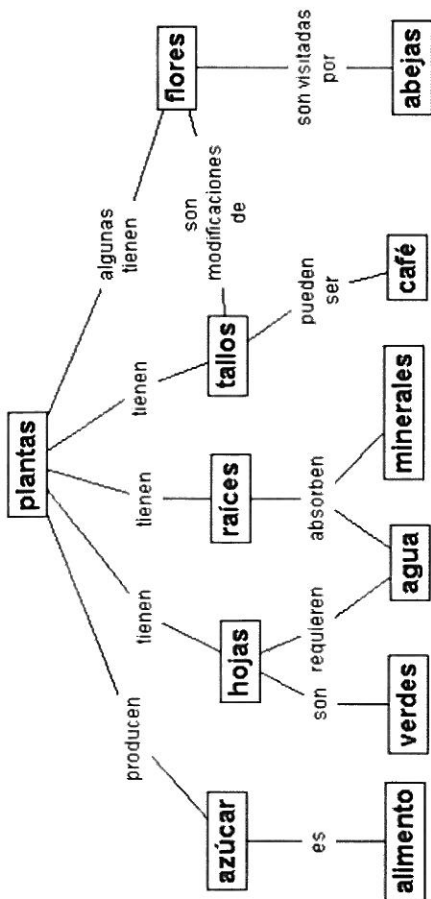 plantas
producen
tienen
tienen
tienen
algunas
tienen
azúcar
hojas
raíces
tallos
flores
son
modificaciones
de
es
son
requieren
absorben
pueden
ser
son visitadas
por
alimento
verdes
agua
minerales
café
abejas